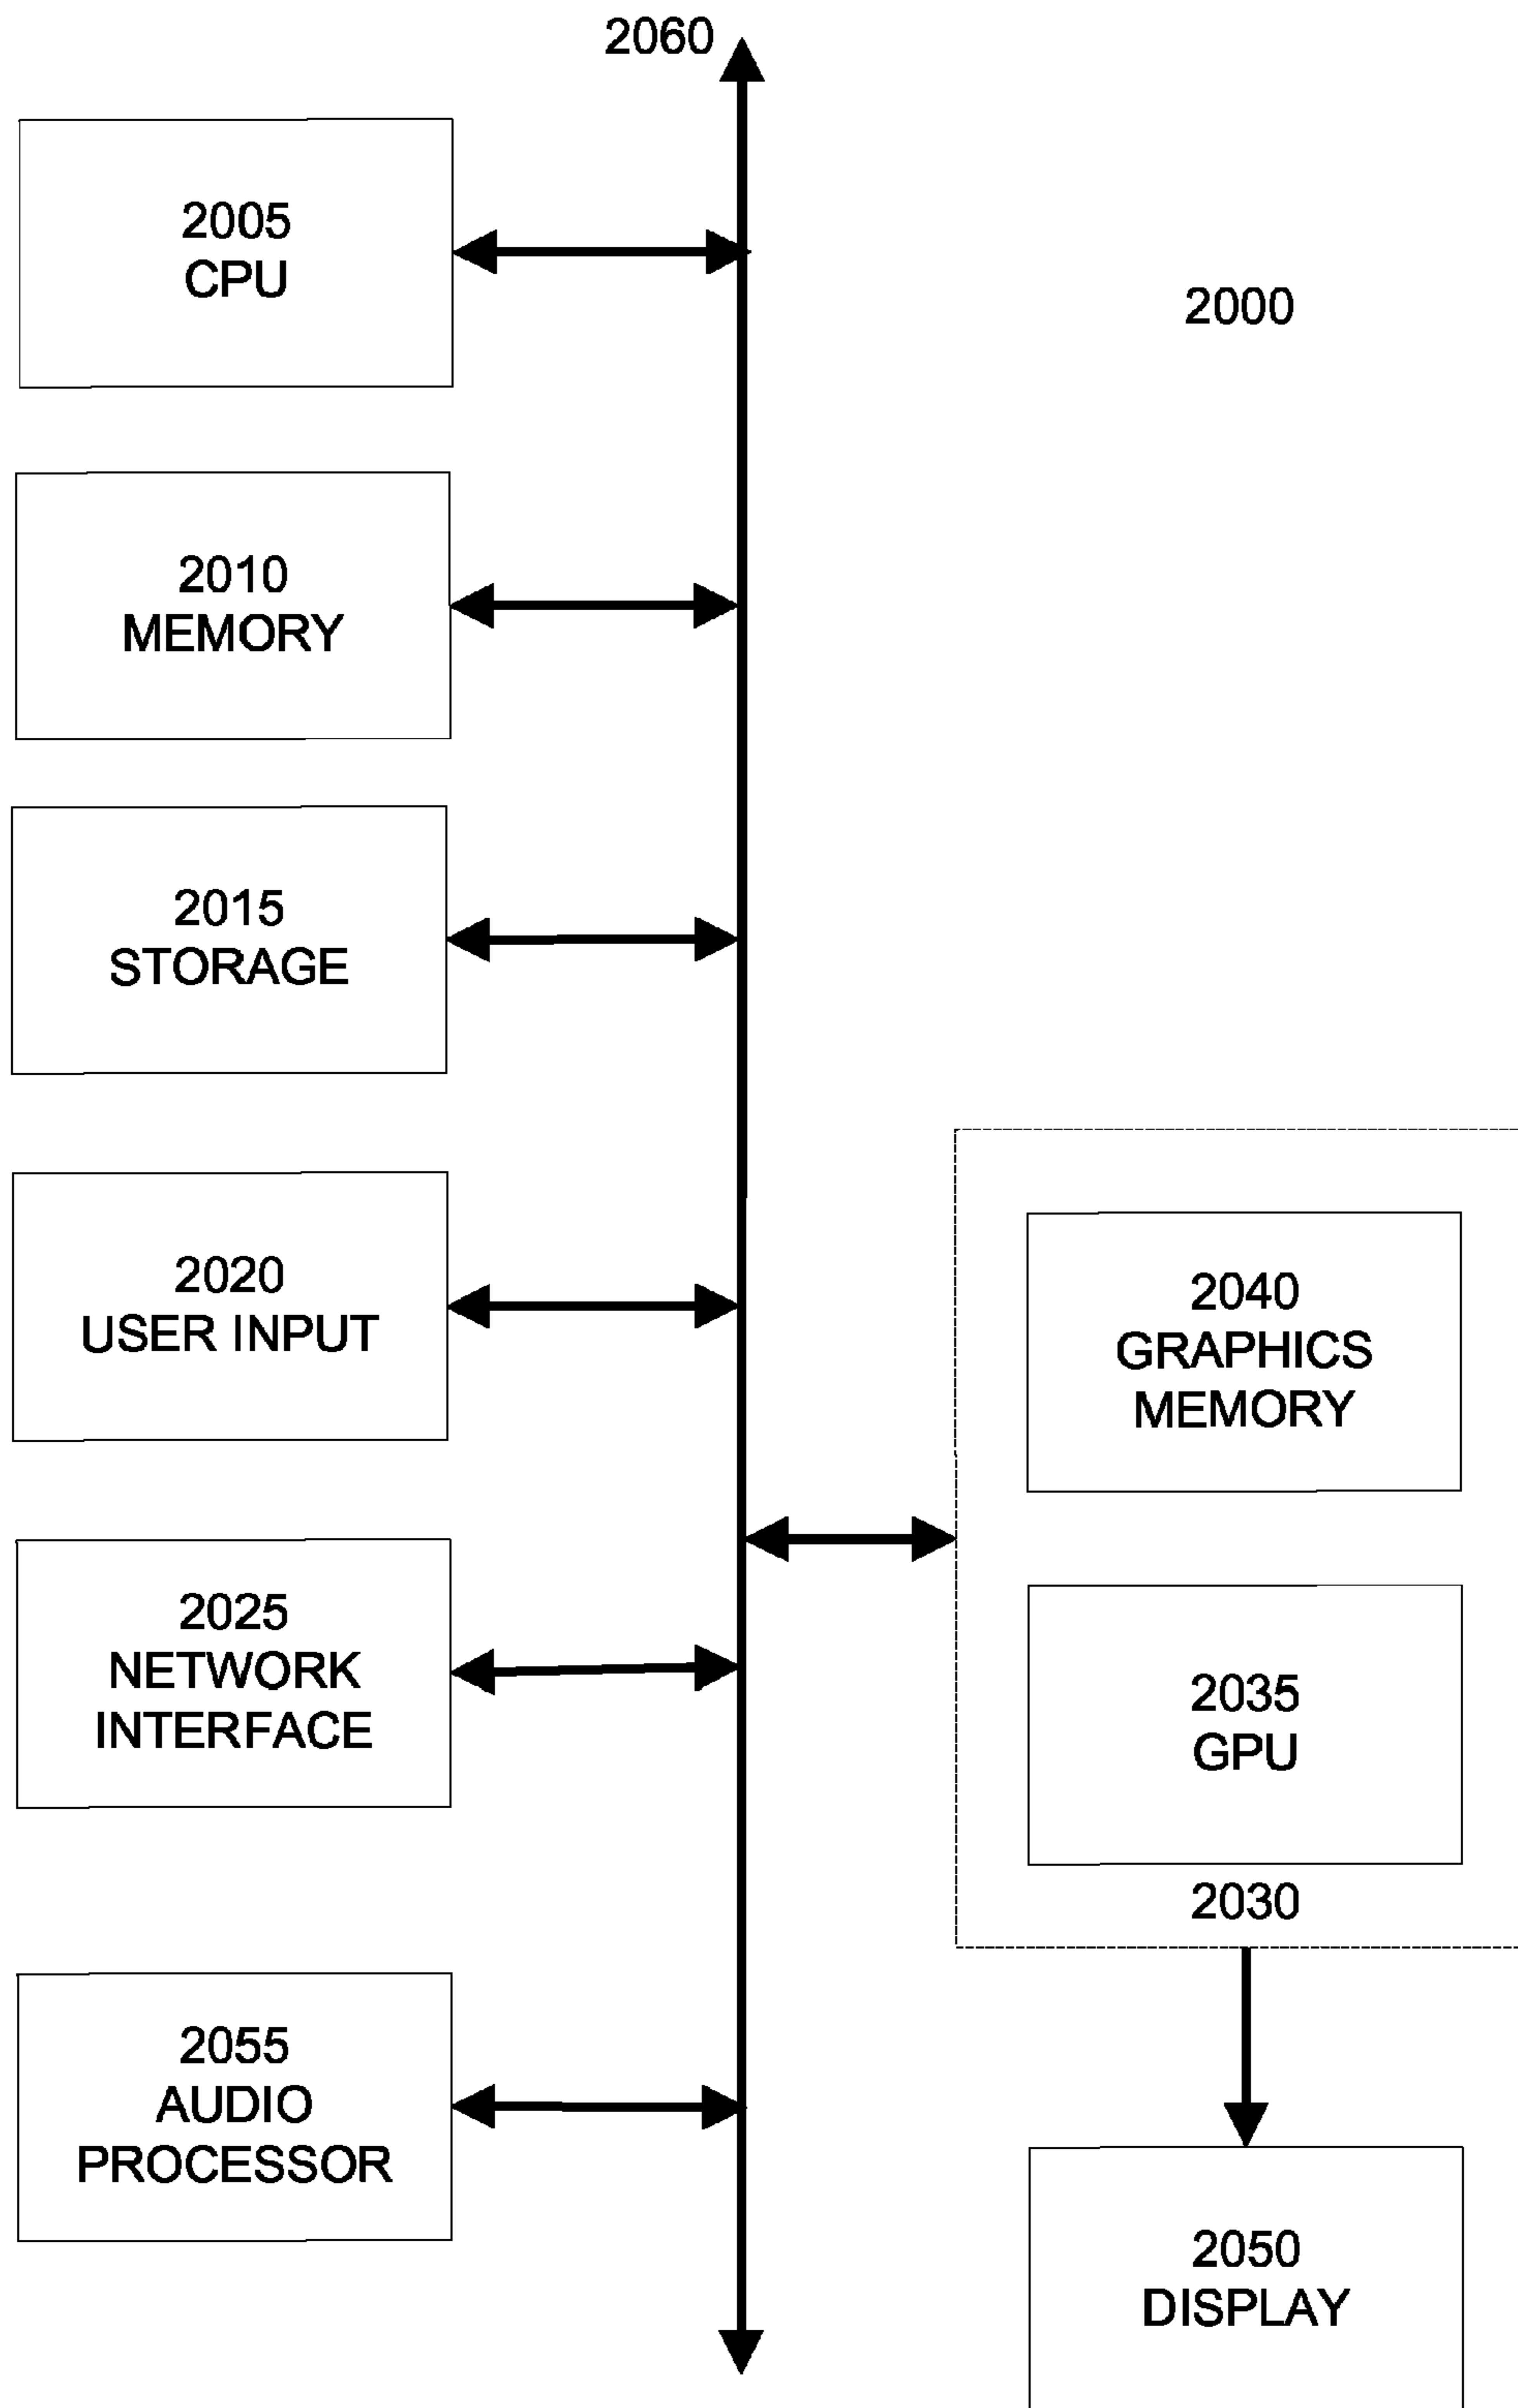 2060
2005
CPU
2000
2010
MEMORY
2015
STORAGE
2020
USER INPUT
2040
GRAPHICS
MEMORY
2025
NETWORK
INTERFACE
2035
GPU
2030
2055
AUDIO
PROCESSOR
2050
DISPLAY